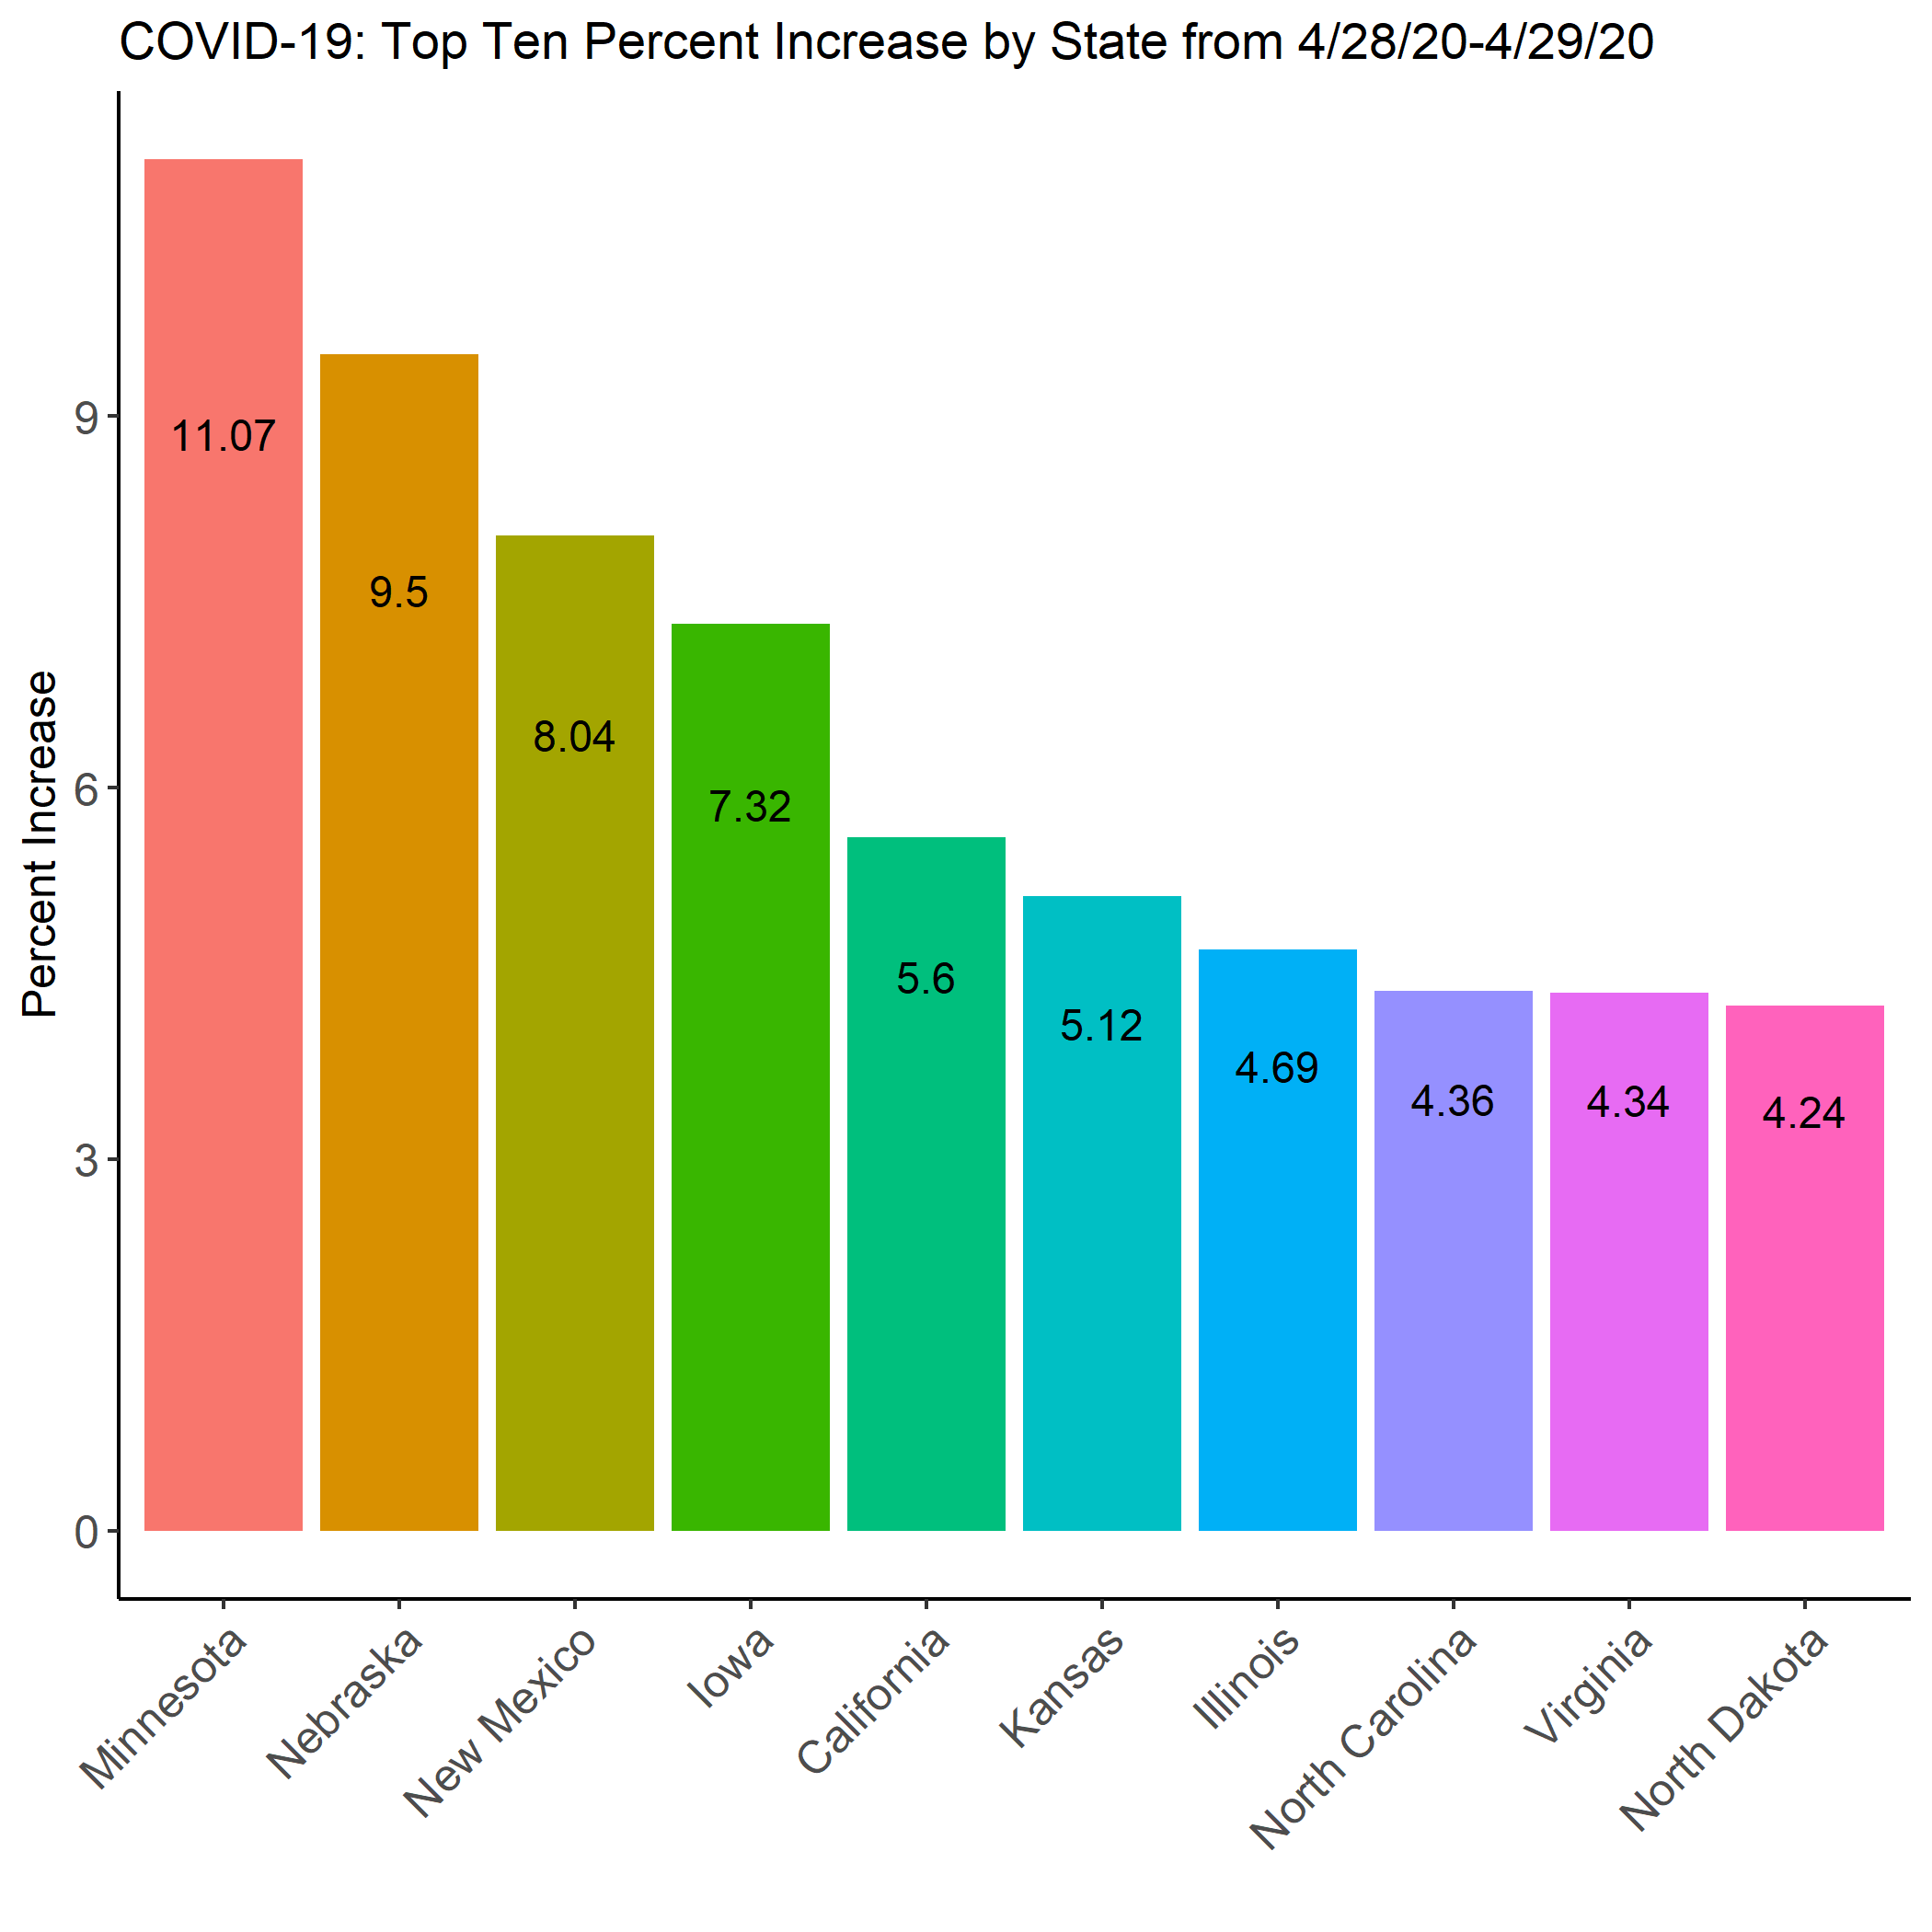 COVID-19: Top Ten Percent Increase by State from 4/28/20-4/29/20
Percent Increase
9
6
3
0
11.07
9.5
8.04
7.32
5.6
5.12
4.69
4.36
4.34
4.24
Minnesota
Nebraska
New Mexico
Iowa
California
Kansas
Illinois
North Carolina
Virginia
North Dakota